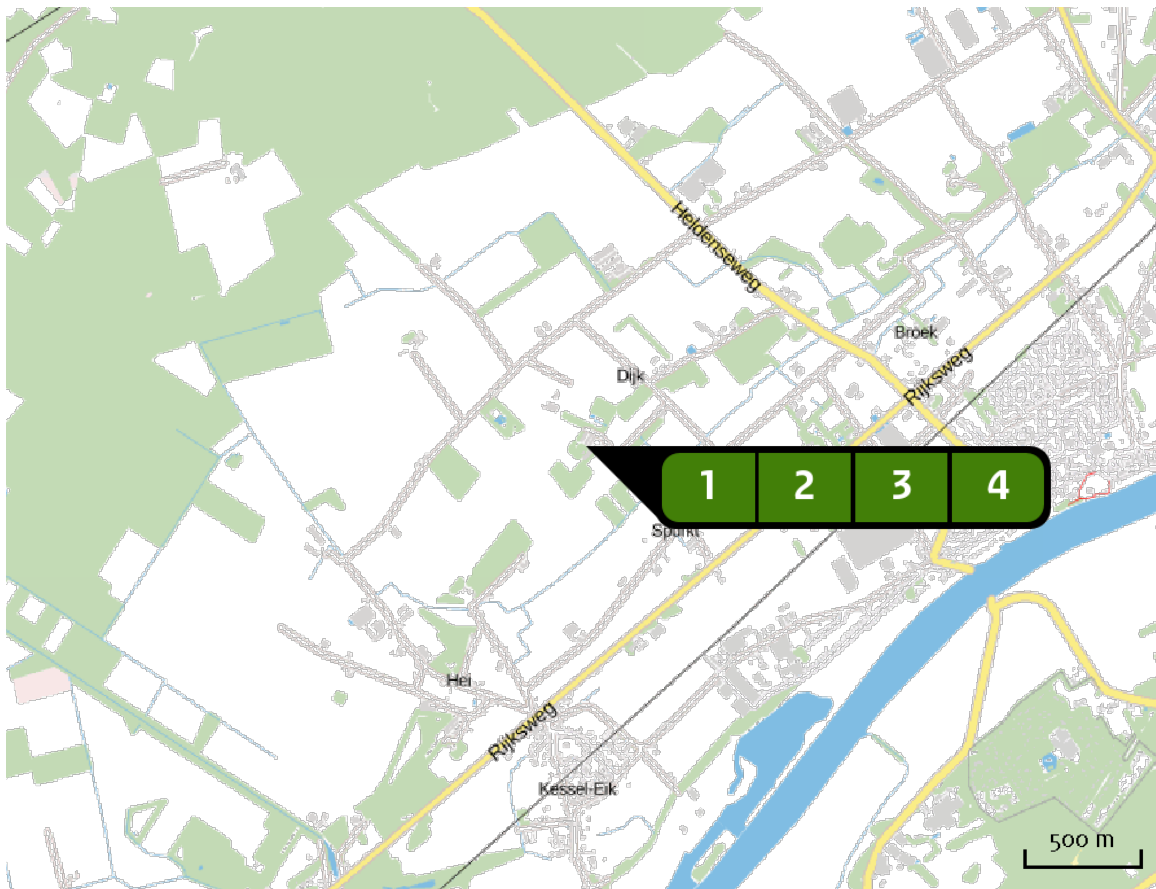 Heldenseweg
Broek
Rijksweg
Dijk
1 2 3 4
Spurkt
Hei
Rijksweg
Kessel-Eik
500 m